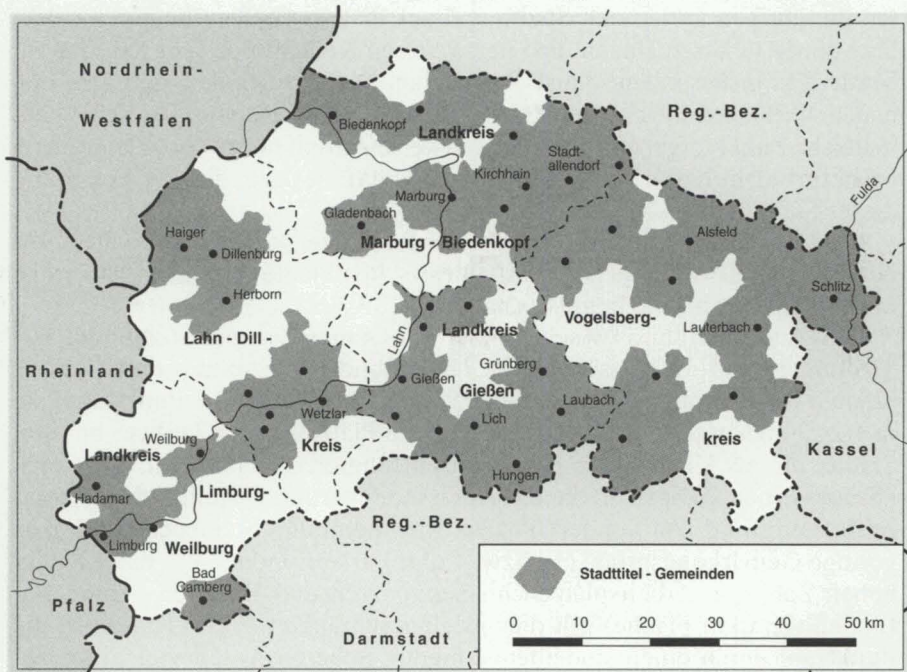 Nordrhein-
Westfalen
Reg.-Bez.
Biedenkopf
Landkreis
Stadt-
allendorf
Kirchhain
Marburg
Fulda
Gladenbach
Marburg - Biedenkopf
Haiger
Dillenburg
Alsfeld
Herborn
Schlitz
Lahn
Landkreis
Vogelsberg-
Lauterbach
Lahn - Dill -
Grünberg
Rheinland-
Gießen
Gießen
Laubach
Wetzlar
Lich
Weilburg
Kreis
kreis
Landkreis
Kassel
Hungen
Hadamar
Limburg-
Reg.-Bez.
Limburg
Weilburg
Bad
Camberg
Stadttitel - Gemeinden
Pfalz
0 10 20 30 40 50 km
Darmstadt